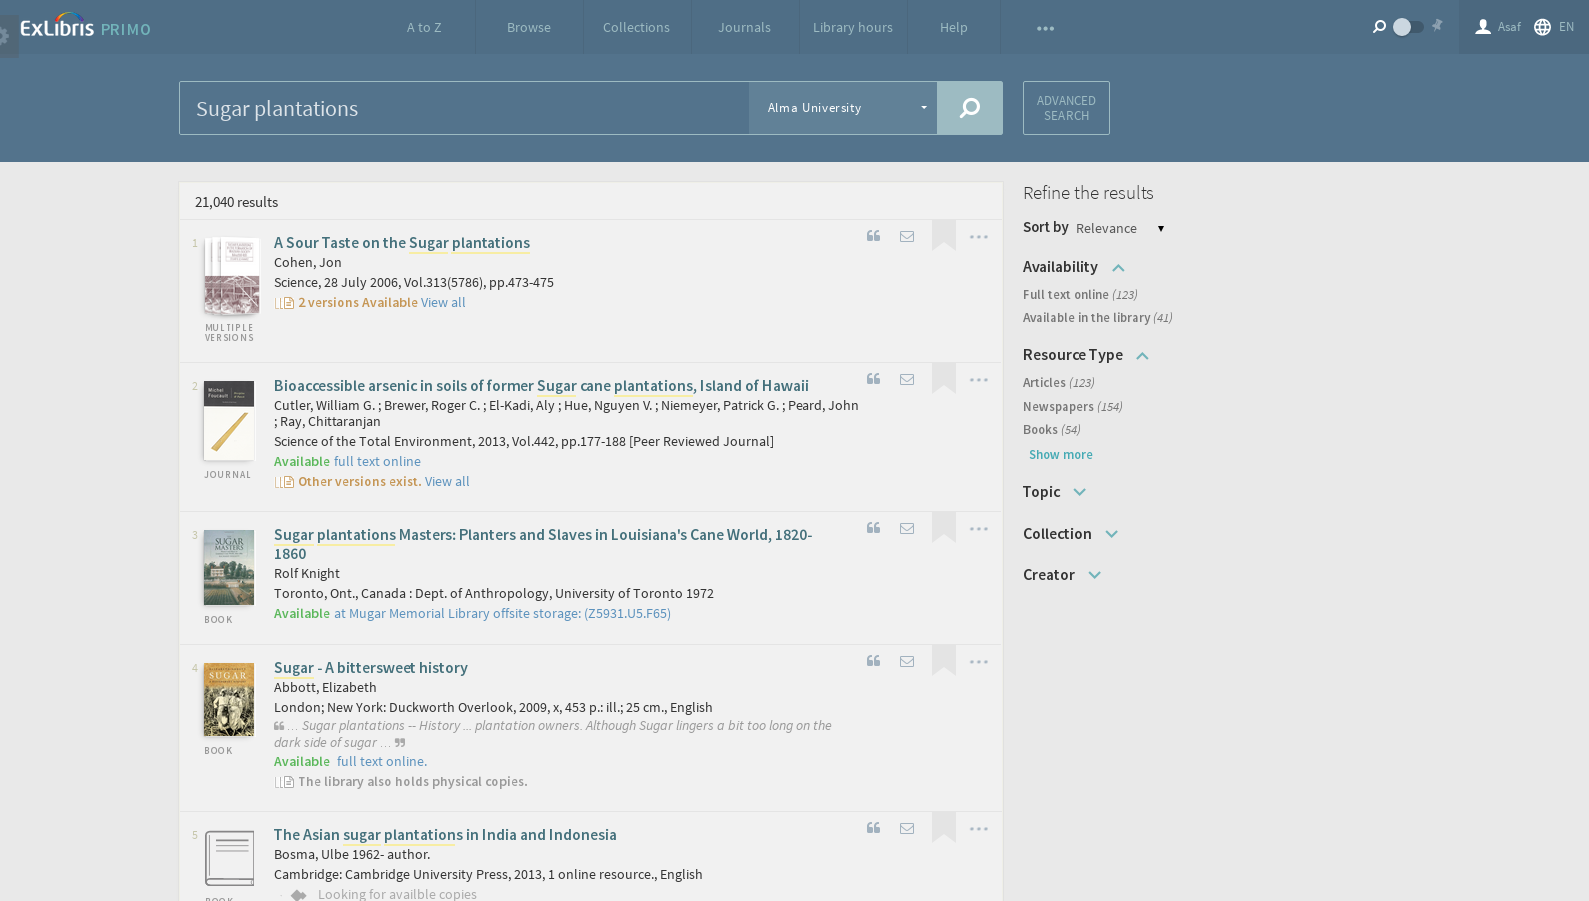 ExLibris PRIMO
A to Z
Browse
Collections
Journals
Library hours
Help
Asaf
EN
Sugar plantations
Alma University
ADVANCED
SEARCH
21,040 results
1
A Sour Taste on the Sugar plantations
Cohen, Jon
Science, 28 July 2006, Vol.313(5786), pp.473-475
2 versions Available View all
MULTIPLE
VERSIONS
2
Bioaccessible arsenic in soils of former Sugar cane plantations, Island of Hawaii
Cutler, William G. ; Brewer, Roger C. ; El-Kadi, Aly ; Hue, Nguyen V. ; Niemeyer, Patrick G. ; Peard, John
; Ray, Chittaranjan
Science of the Total Environment, 2013, Vol.442, pp.177-188 [Peer Reviewed Journal]
Available full text online
Other versions exist. View all
Michel
Foucault
JOURNAL
3
Sugar plantations Masters: Planters and Slaves in Louisiana's Cane World, 1820-
1860
Rolf Knight
Toronto, Ont., Canada : Dept. of Anthropology, University of Toronto 1972
Available at Mugar Memorial Library offsite storage: (Z5931.U5.F65)
SUGAR
MASTERS
BOOK
4
Sugar - A bittersweet history
Abbott, Elizabeth
London; New York: Duckworth Overlook, 2009, x, 453 p.: ill.; 25 cm., English
“ … Sugar plantations -- History ... plantation owners. Although Sugar lingers a bit too long on the
dark side of sugar … ”
Available full text online.
The library also holds physical copies.
SUGAR
BOOK
5
The Asian sugar plantations in India and Indonesia
Bosma, Ulbe 1962- author.
Cambridge: Cambridge University Press, 2013, 1 online resource., English
Looking for availble copies
BOOK
Refine the results
Sort by Relevance
Availability
Full text online (123)
Available in the library (41)
Resource Type
Articles (123)
Newspapers (154)
Books (54)
Show more
Topic
Collection
Creator